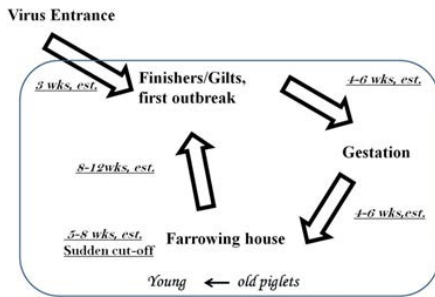 Virus Entrance
3 wks, est.
Finishers/Gilts,
first outbreak
4-6 wks, est.
Gestation
8-12wks, est.
4-6 wks,est.
5-8 wks, est.
Sudden cut-off
Farrowing house
Young ← old piglets